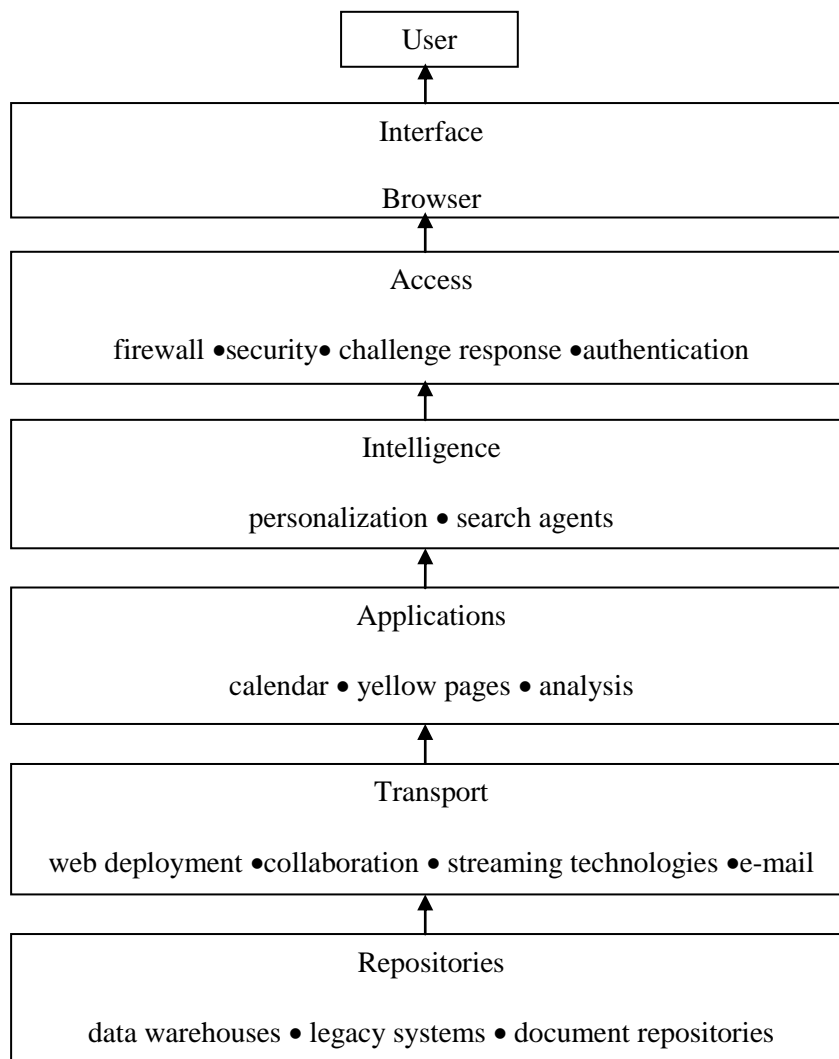 User
Interface
Browser
Access
firewall •security• challenge response •authentication
Intelligence
personalization • search agents
Applications
calendar • yellow pages • analysis
Transport
web deployment •collaboration • streaming technologies •e-mail
Repositories
data warehouses • legacy systems • document repositories